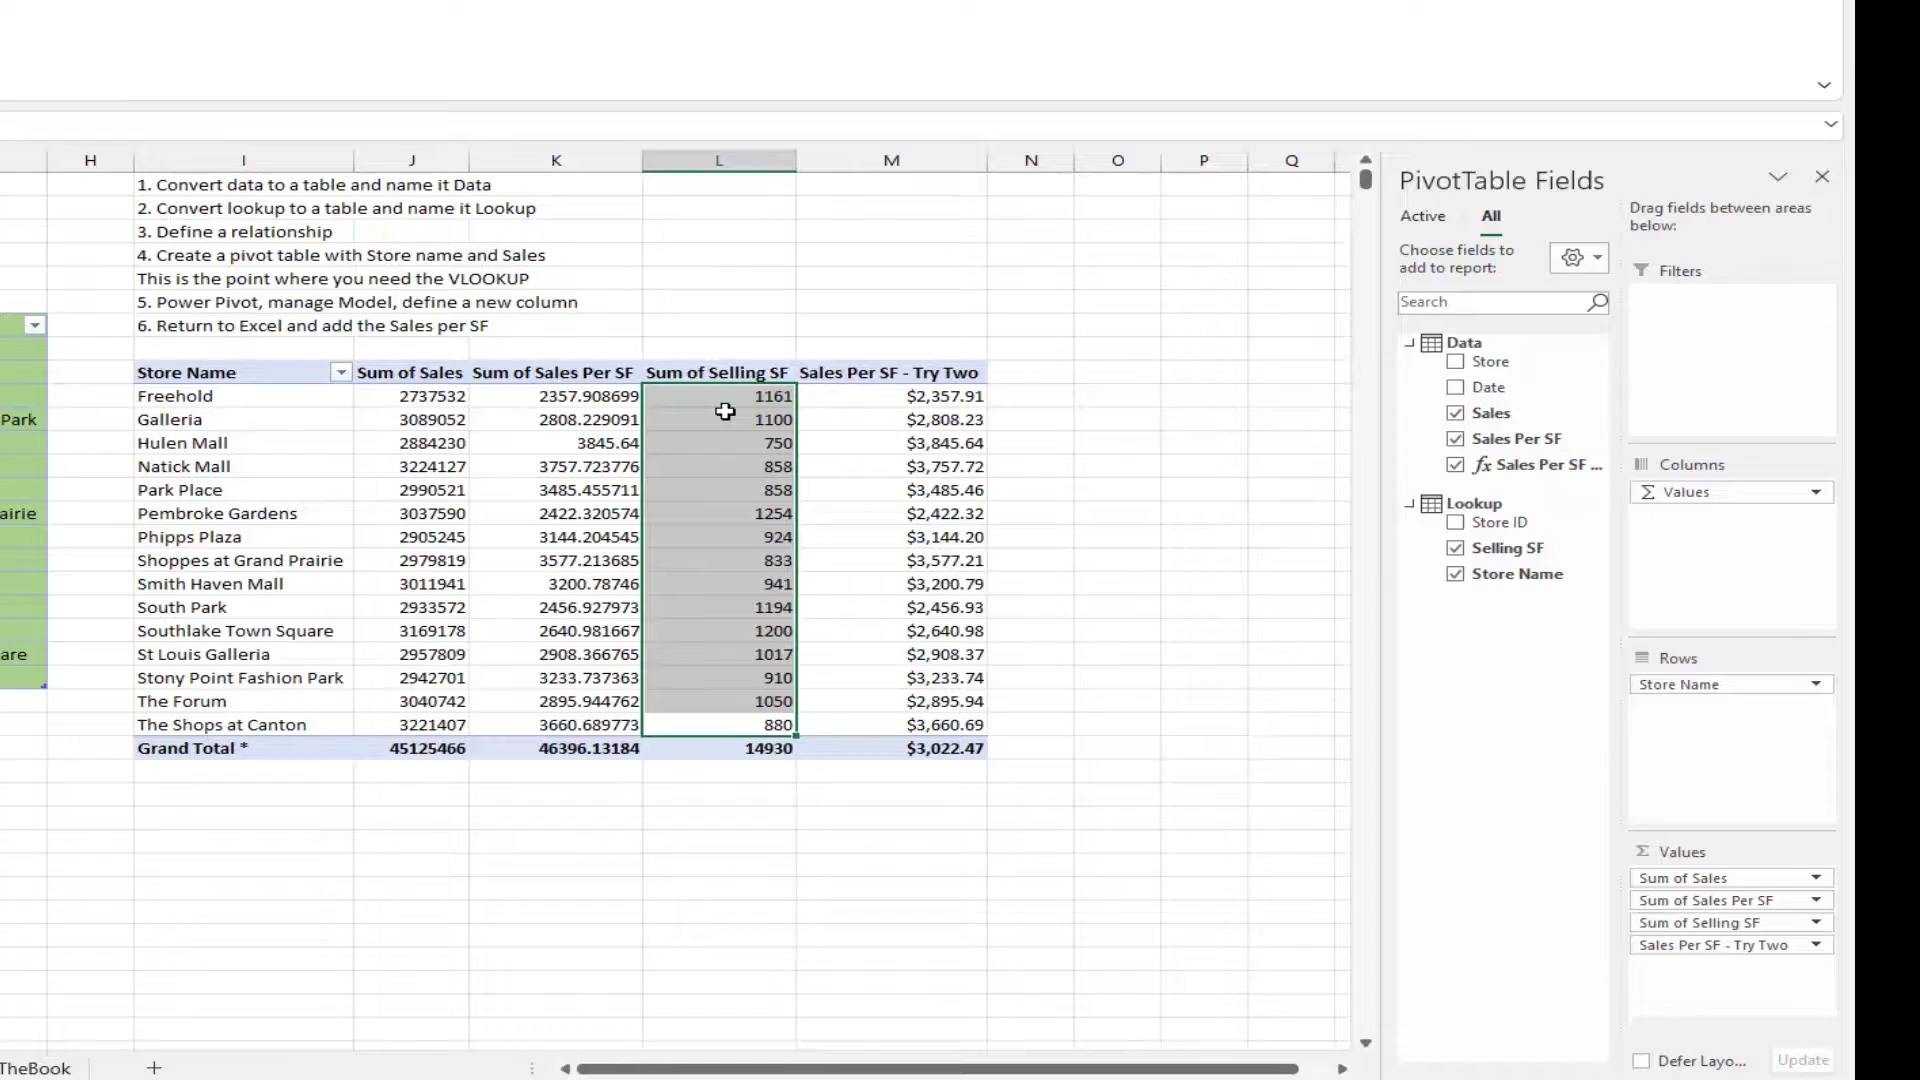 H I J K L M N O P Q
1. Convert data to a table and name it Data
2. Convert lookup to a table and name it Lookup
3. Define a relationship
4. Create a pivot table with Store name and Sales
This is the point where you need the VLOOKUP
5. Power Pivot, manage Model, define a new column
6. Return to Excel and add the Sales per SF
Store Name Sum of Sales Sum of Sales Per SF Sum of Selling SF Sales Per SF - Try Two
Freehold 2737532 2357.908699 1161 $2,357.91
Park Galleria 3089052 2808.229091 1100 $2,808.23
Hulen Mall 2884230 3845.64 750 $3,845.64
Natick Mall 3224127 3757.723776 858 $3,757.72
Park Place 2990521 3485.455711 858 $3,485.46
airie Pembroke Gardens 3037590 2422.320574 1254 $2,422.32
Phipps Plaza 2905245 3144.204545 924 $3,144.20
Shoppes at Grand Prairie 2979819 3577.213685 833 $3,577.21
Smith Haven Mall 3011941 3200.78746 941 $3,200.79
South Park 2933572 2456.927973 1194 $2,456.93
Southlake Town Square 3169178 2640.981667 1200 $2,640.98
are St Louis Galleria 2957809 2908.366765 1017 $2,908.37
Stony Point Fashion Park 2942701 3233.737363 910 $3,233.74
The Forum 3040742 2895.944762 1050 $2,895.94
The Shops at Canton 3221407 3660.689773 880 $3,660.69
Grand Total * 45125466 46396.13184 14930 $3,022.47
TheBook
PivotTable Fields
Active All
Choose fields to
add to report:
Search
Data
Store
Date
Sales
Sales Per SF
fx Sales Per SF ...
Lookup
Store ID
Selling SF
Store Name
Drag fields between areas
below:
Filters
Columns
Σ Values
Rows
Store Name
Σ Values
Sum of Sales
Sum of Sales Per SF
Sum of Selling SF
Sales Per SF - Try Two
Defer Layo... Update